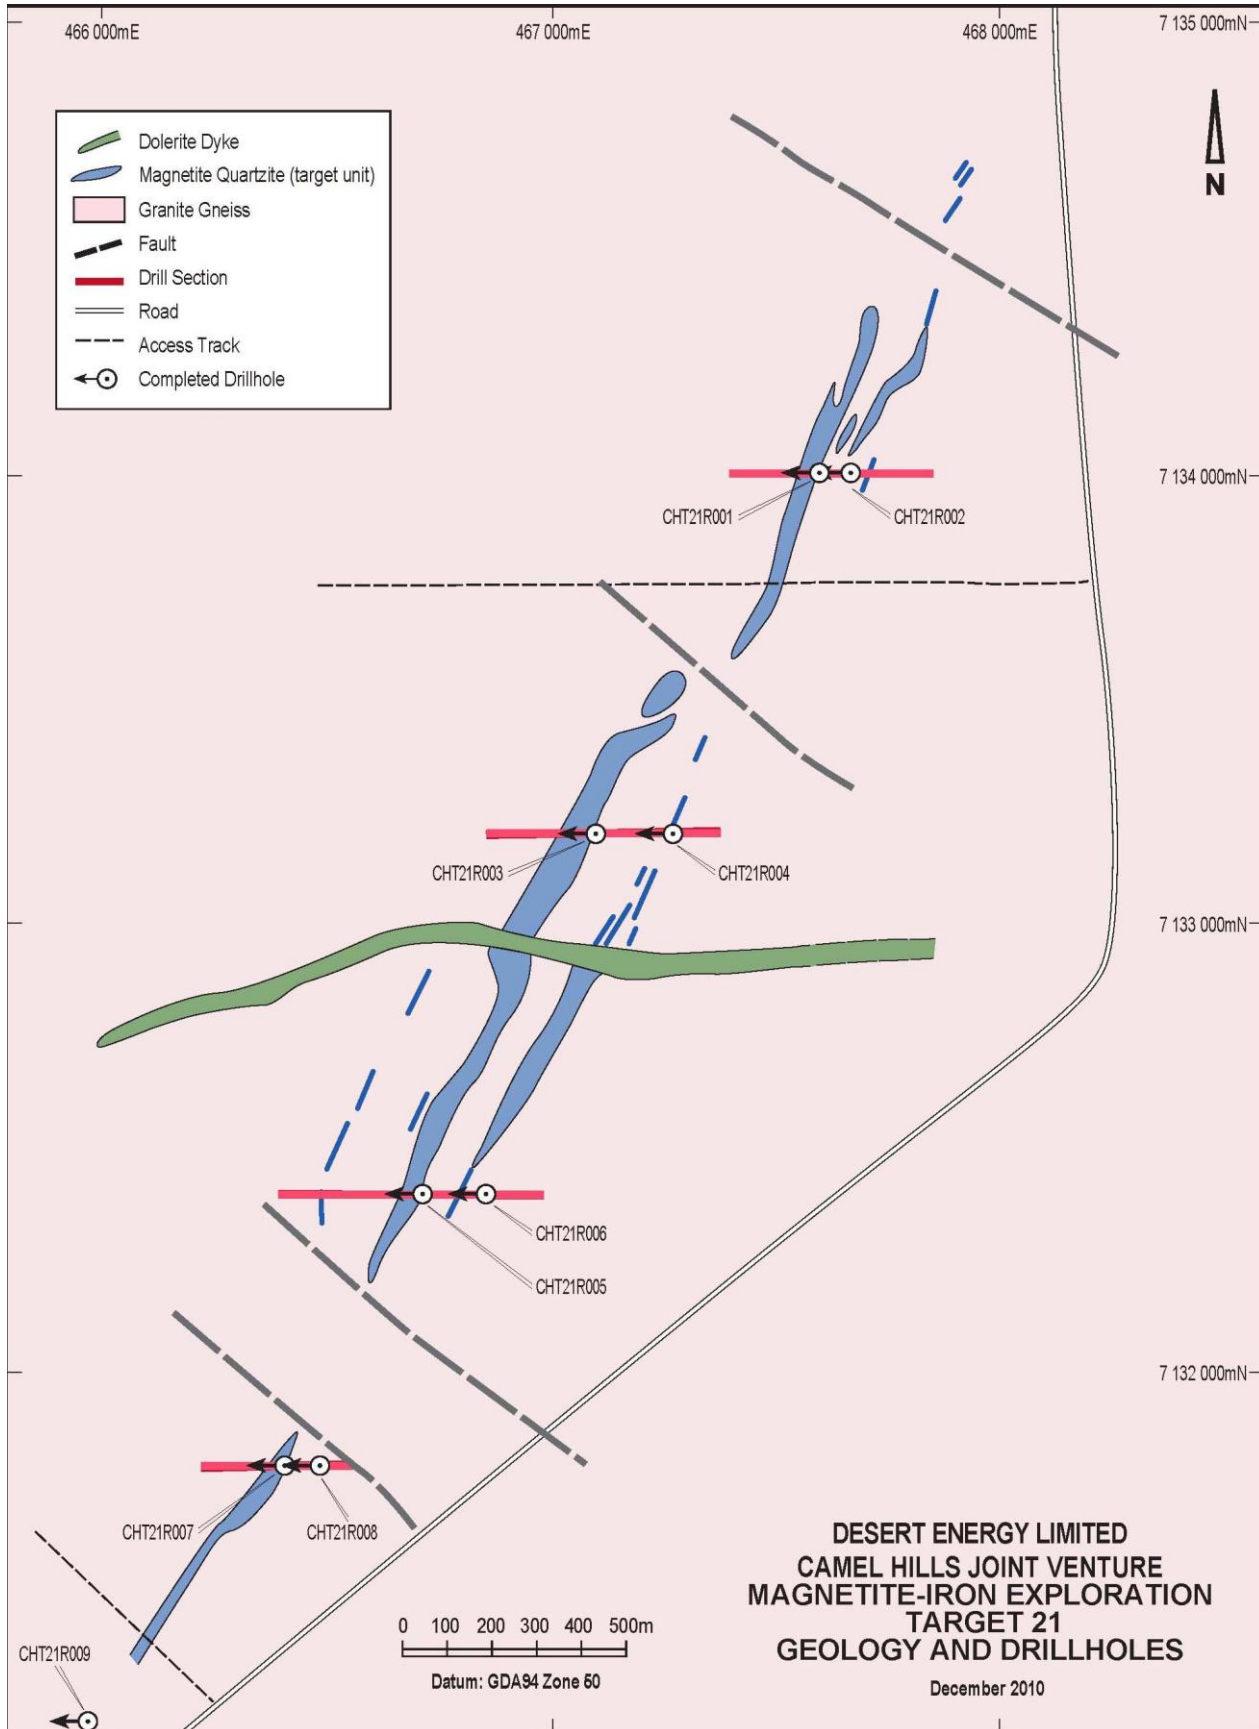 466 000mE
467 000mE
468 000mE
7 135 000mN
Dolerite Dyke
Magnetite Quartzite (target unit)
Granite Gneiss
Fault
Drill Section
Road
Access Track
Completed Drillhole
N
7 134 000mN
CHT21R001
CHT21R002
CHT21R003
CHT21R004
7 133 000mN
CHT21R006
CHT21R005
7 132 000mN
CHT21R007
CHT21R008
DESERT ENERGY LIMITED
CAMEL HILLS JOINT VENTURE
MAGNETITE-IRON EXPLORATION
TARGET 21
GEOLOGY AND DRILLHOLES
December 2010
0 100 200 300 400 500m
Datum: GDA94 Zone 50
CHT21R009